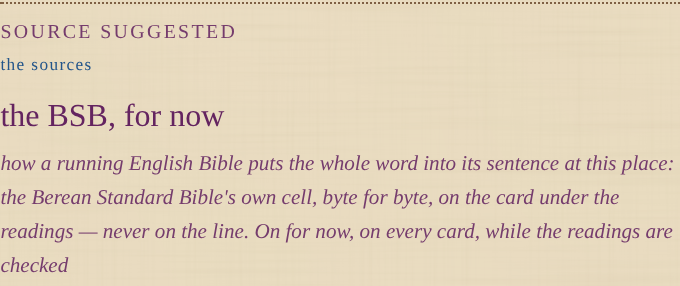 SOURCE SUGGESTED
the sources
the BSB, for now
how a running English Bible puts the whole word into its sentence at this place:
the Berean Standard Bible's own cell, byte for byte, on the card under the
readings — never on the line. On for now, on every card, while the readings are
checked